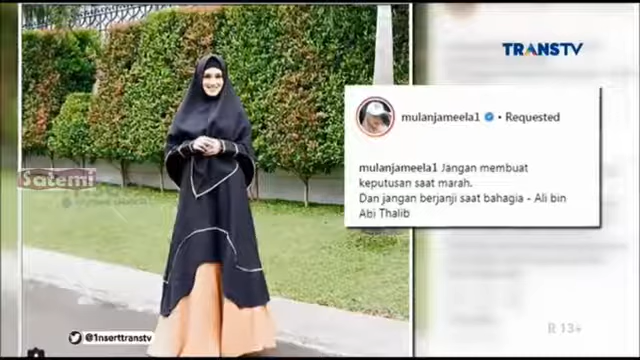 TRANSTV
mulanjameela1 • Requested
mulanjameela1 Jangan membuat
keputusan saat marah.
Dan jangan berjanji saat bahagia - Ali bin
Abi Thalib
Satemi
@1nserttranstv
R 13+